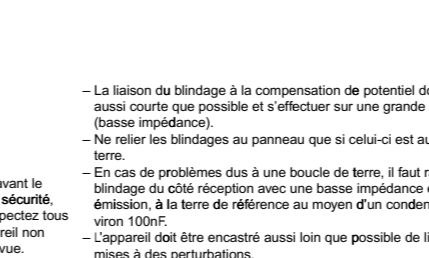 avant le
sécurité,
pectez tous
reil non
vue.
– La liaison du blindage à la compensation de potentiel do
aussi courte que possible et s'effectuer sur une grande
(basse impédance).
– Ne relier les blindages au panneau que si celui-ci est au
terre.
– En cas de problèmes dus à une boucle de terre, il faut r
blindage du côté réception avec une basse impédance
émission, à la terre de référence au moyen d'un conden
viron 100nF.
– L'appareil doit être encastré aussi loin que possible de li
mises à des perturbations.